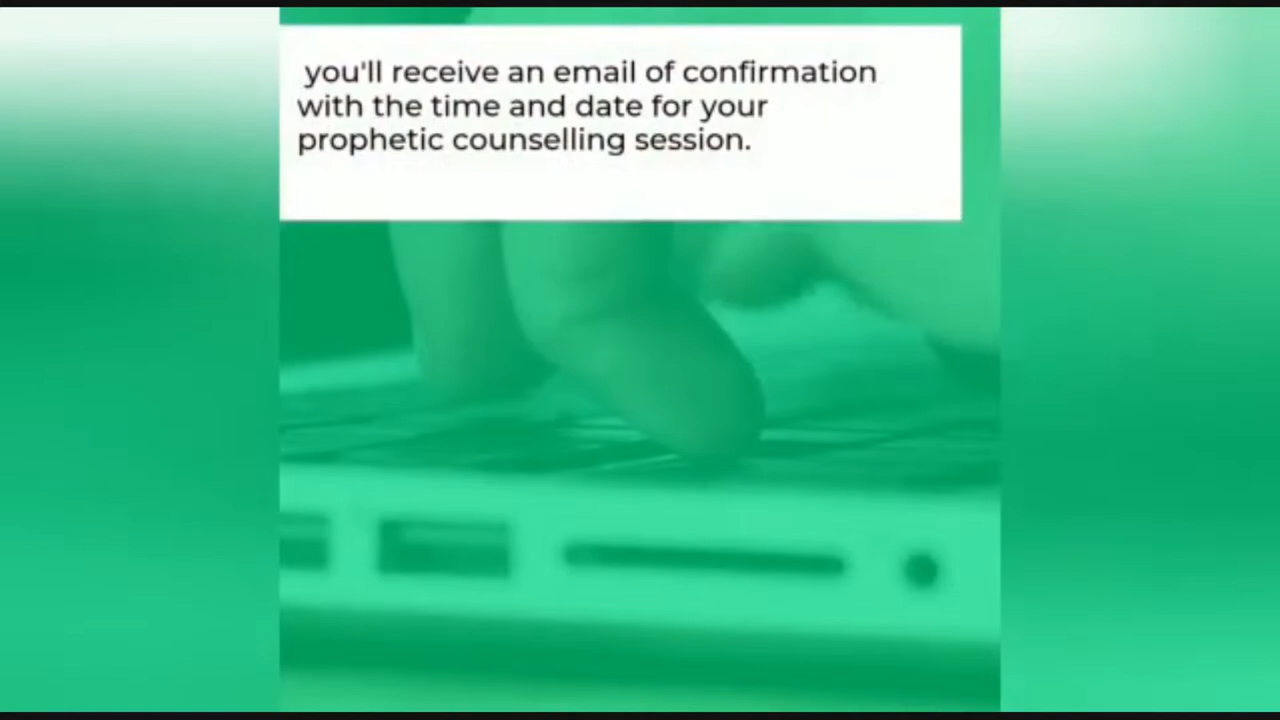 you'll receive an email of confirmation
with the time and date for your
prophetic counselling session.